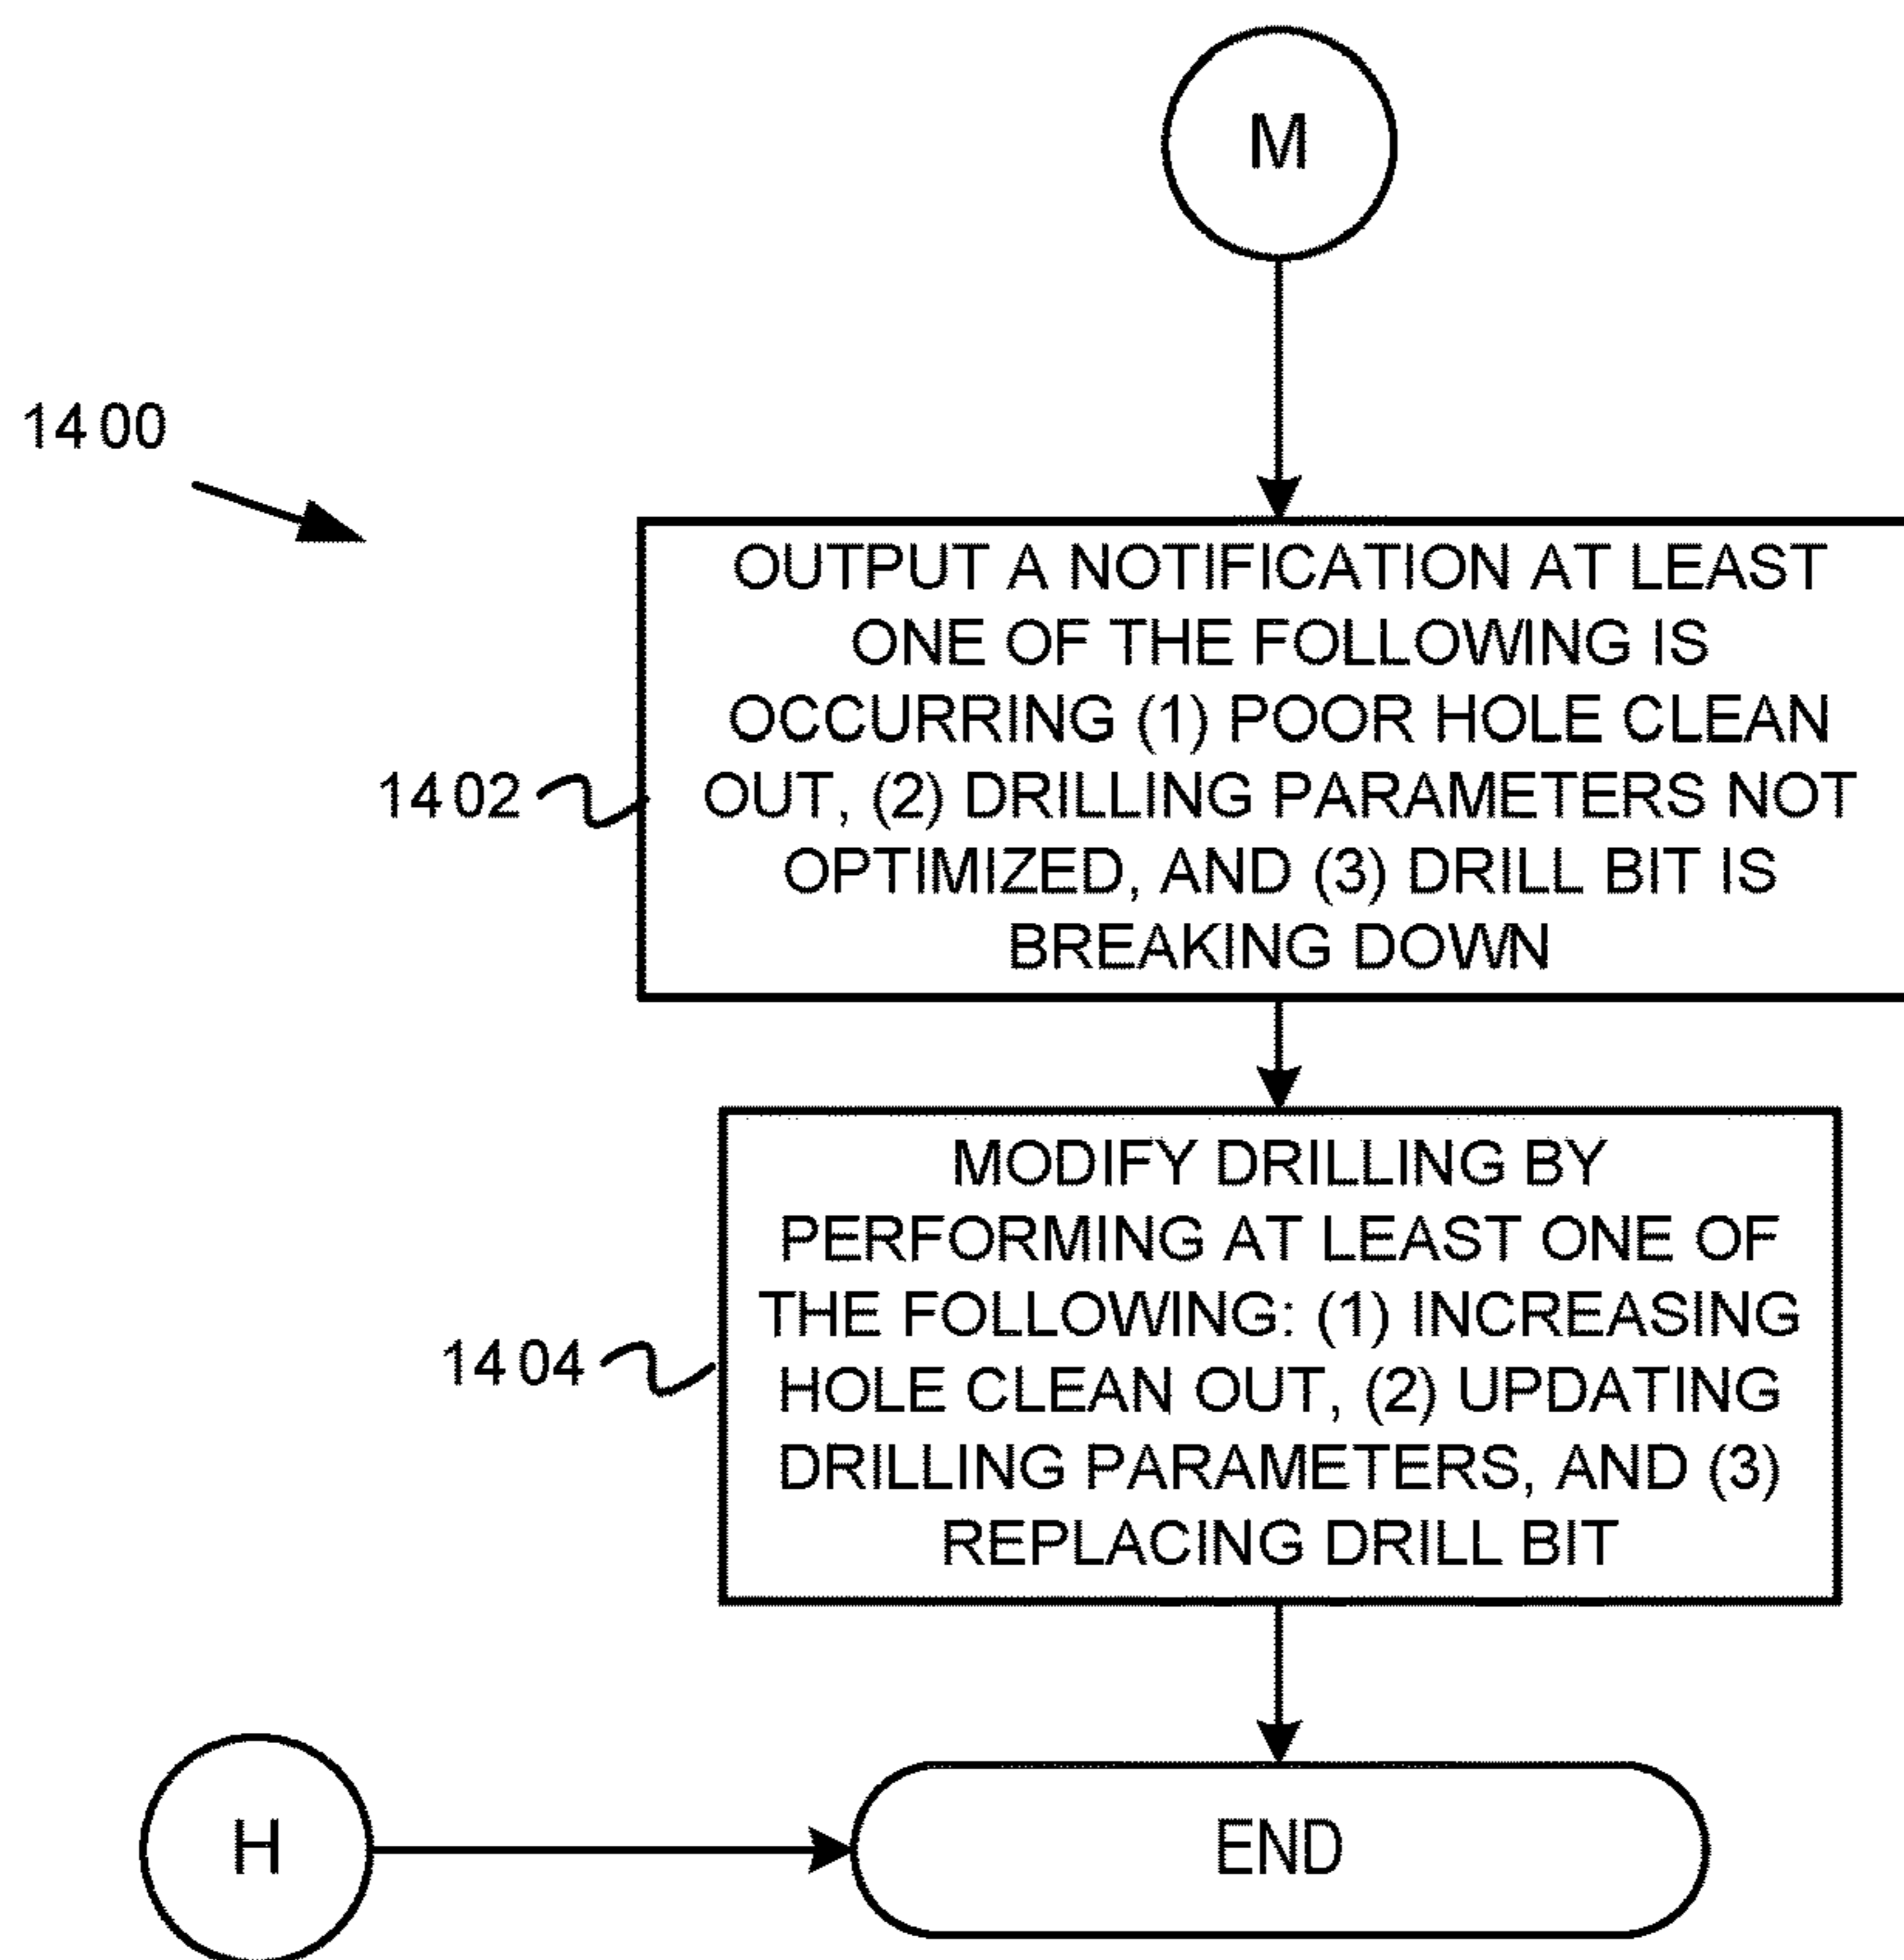 M
1400
OUTPUT A NOTIFICATION AT LEAST
ONE OF THE FOLLOWING IS
OCCURRING (1) POOR HOLE CLEAN
OUT, (2) DRILLING PARAMETERS NOT
OPTIMIZED, AND (3) DRILL BIT IS
BREAKING DOWN
1402
MODIFY DRILLING BY
PERFORMING AT LEAST ONE OF
THE FOLLOWING: (1) INCREASING
HOLE CLEAN OUT, (2) UPDATING
DRILLING PARAMETERS, AND (3)
REPLACING DRILL BIT
1404
H
END